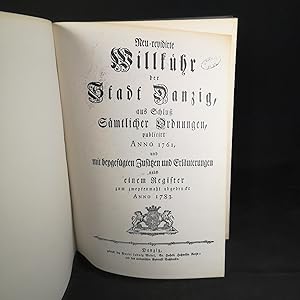 Neu-revidirte
Willkühr
der
Stadt Danzig,
aus Schluß
Sämtlicher Ordnungen,
publiciret
ANNO 1761,
und
mit beygefügten Zusätzen und Erläuterungen
nebst
einem Register
zum zweytenmahl abgedruckt
ANNO 1783.
Danzig,